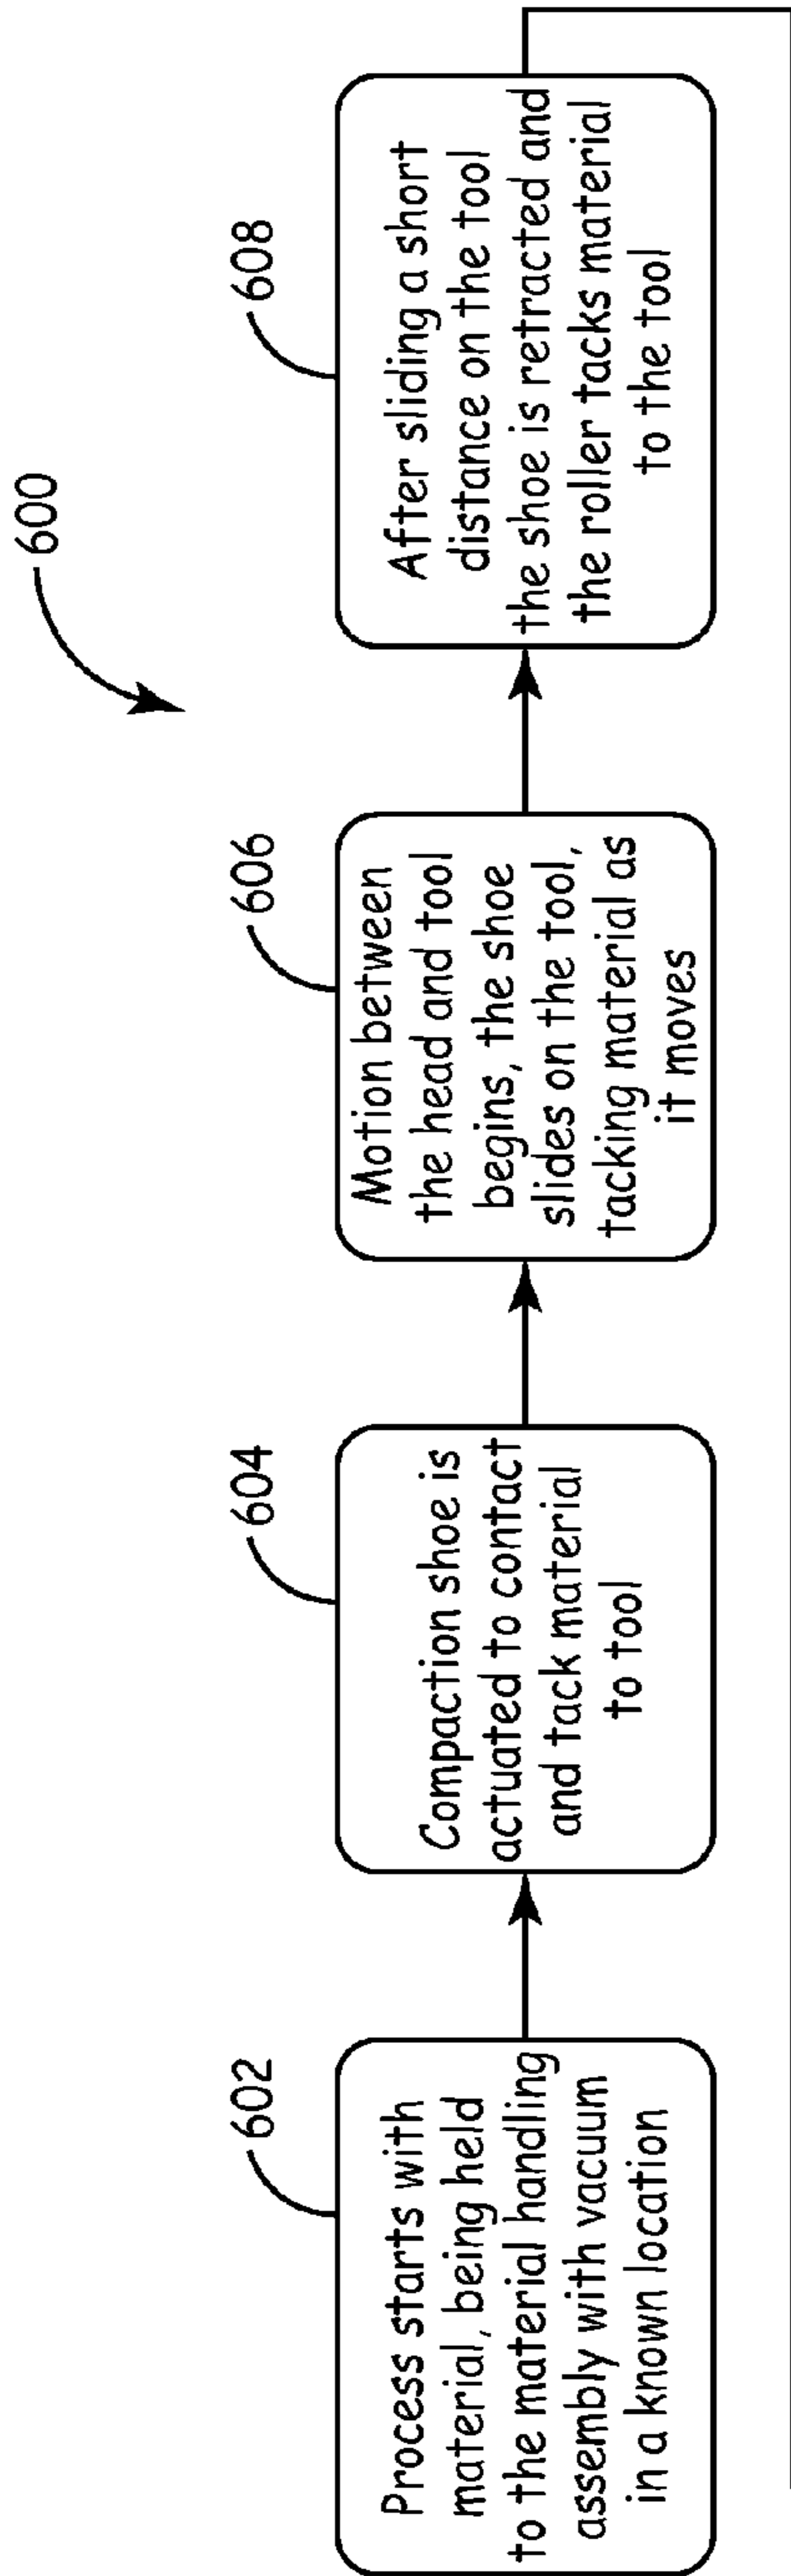 600
602
Process starts with
material, being held
to the material handling
assembly with vacuum
in a known location
604
Compaction shoe is
actuated to contact
and tack material
to tool
606
Motion between
the head and tool
begins, the shoe
slides on the tool,
tacking material as
it moves
608
After sliding a short
distance on the tool
the shoe is retracted and
the roller tacks material
to the tool